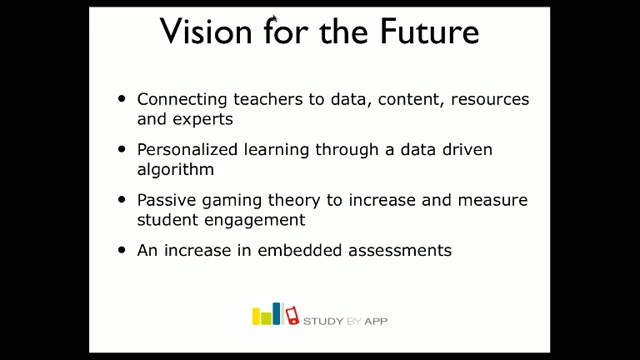 Vision for the Future
• Connecting teachers to data, content, resources
and experts
• Personalized learning through a data driven
algorithm
• Passive gaming theory to increase and measure
student engagement
• An increase in embedded assessments
STUDY BY APP